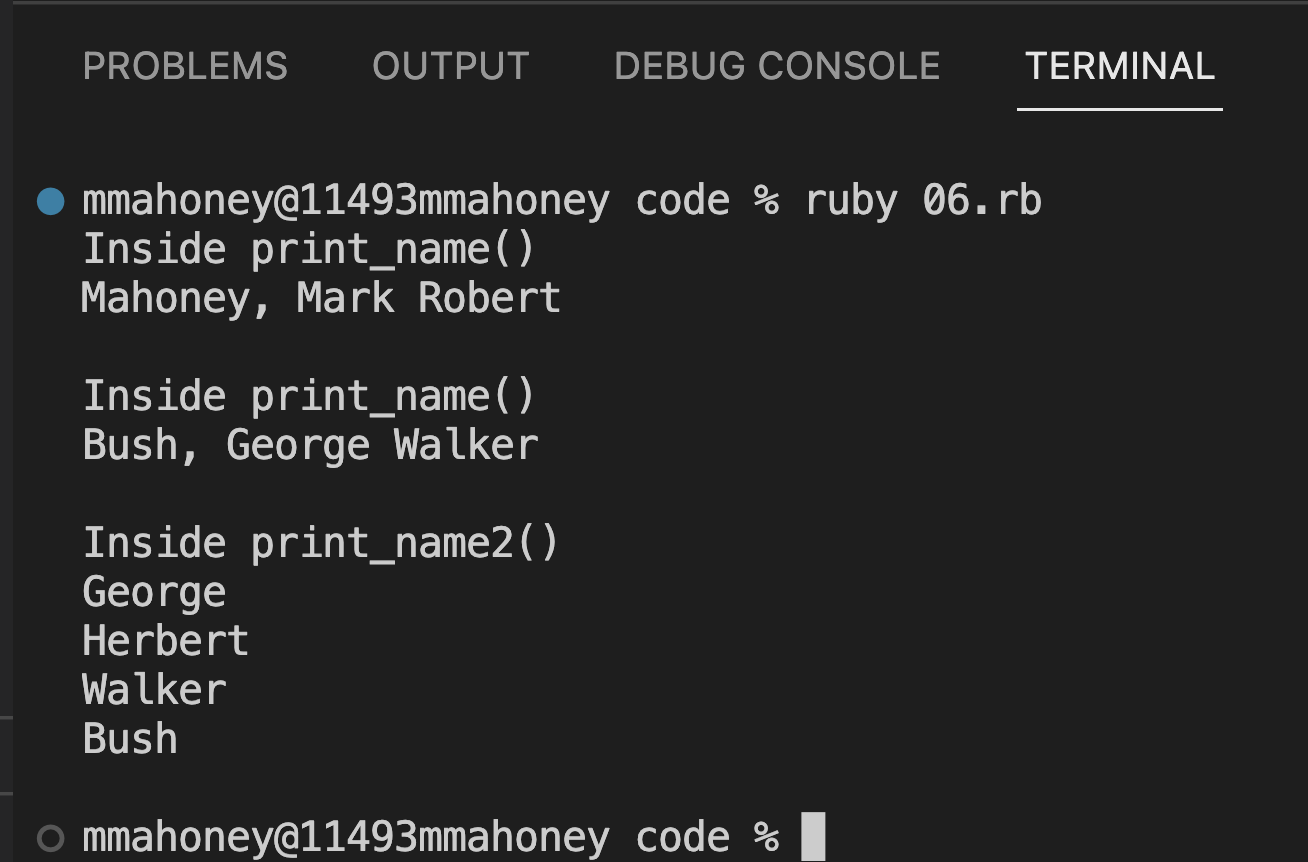 PROBLEMS OUTPUT DEBUG CONSOLE TERMINAL
mmahoney@11493mmahoney code % ruby 06.rb
Inside print_name()
Mahoney, Mark Robert
Inside print_name()
Bush, George Walker
Inside print_name2()
George
Herbert
Walker
Bush
mmahoney@11493mmahoney code %